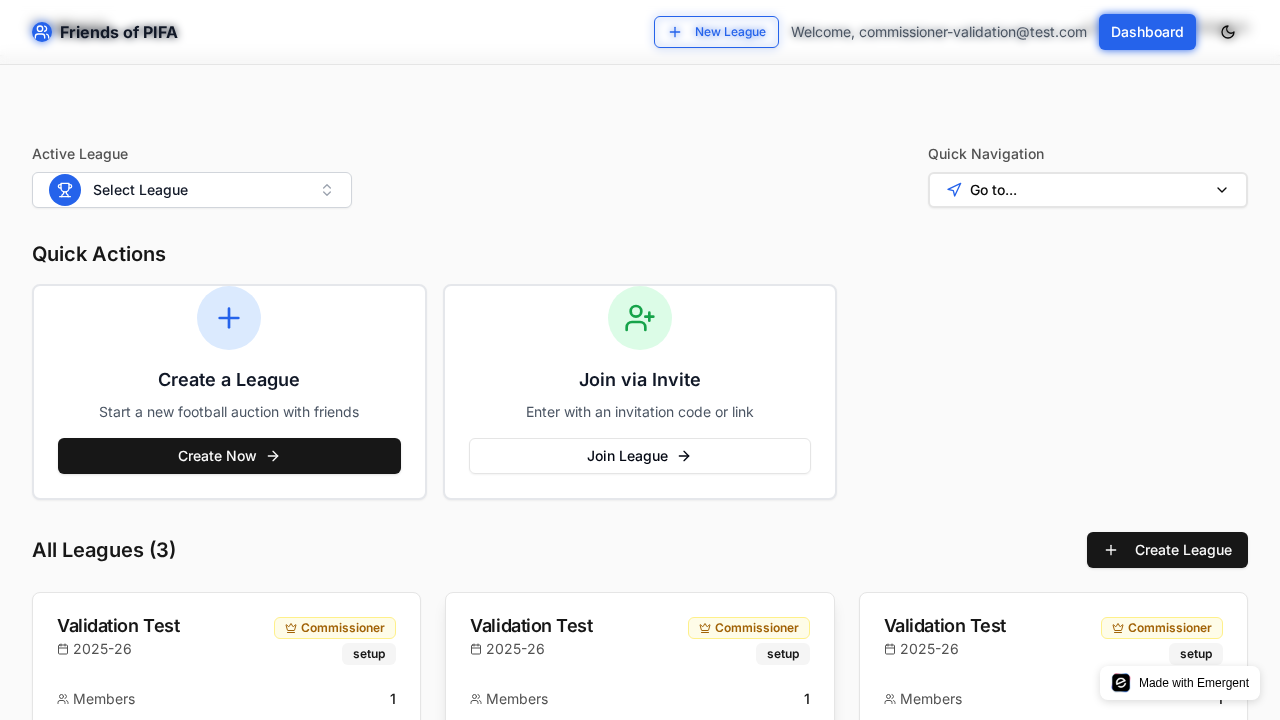 Friends of PIFA
New League
Welcome, commissioner-validation@test.com
Dashboard
Active League
Quick Navigation
Select League
Go to...
Quick Actions
Create a League
Join via Invite
Start a new football auction with friends
Enter with an invitation code or link
Create Now
Join League
All Leagues (3)
Create League
Validation Test
Commissioner
2025-26
setup
Members
1
Validation Test
Commissioner
2025-26
setup
Members
1
Validation Test
Commissioner
2025-26
setup
Members
Made with Emergent